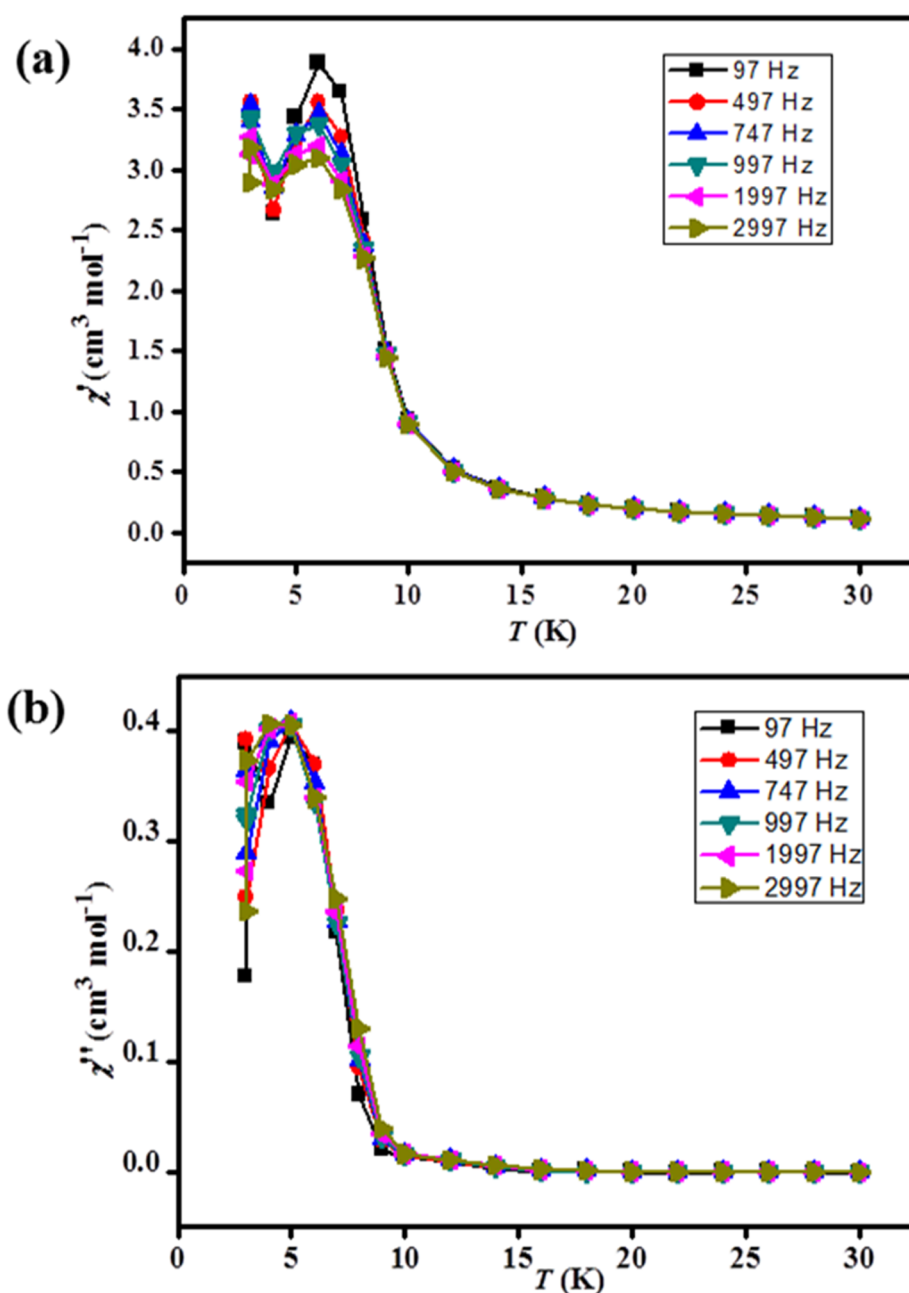 (a)
4.0
3.5
3.0
2.5
2.0
1.5
1.0
0.5
0.0
χ' (cm³ mol⁻¹)
97 Hz
497 Hz
747 Hz
997 Hz
1997 Hz
2997 Hz
0 5 10 15 20 25 30
T (K)
(b)
0.4
0.3
0.2
0.1
0.0
χ'' (cm³ mol⁻¹)
97 Hz
497 Hz
747 Hz
997 Hz
1997 Hz
2997 Hz
0 5 10 15 20 25 30
T (K)